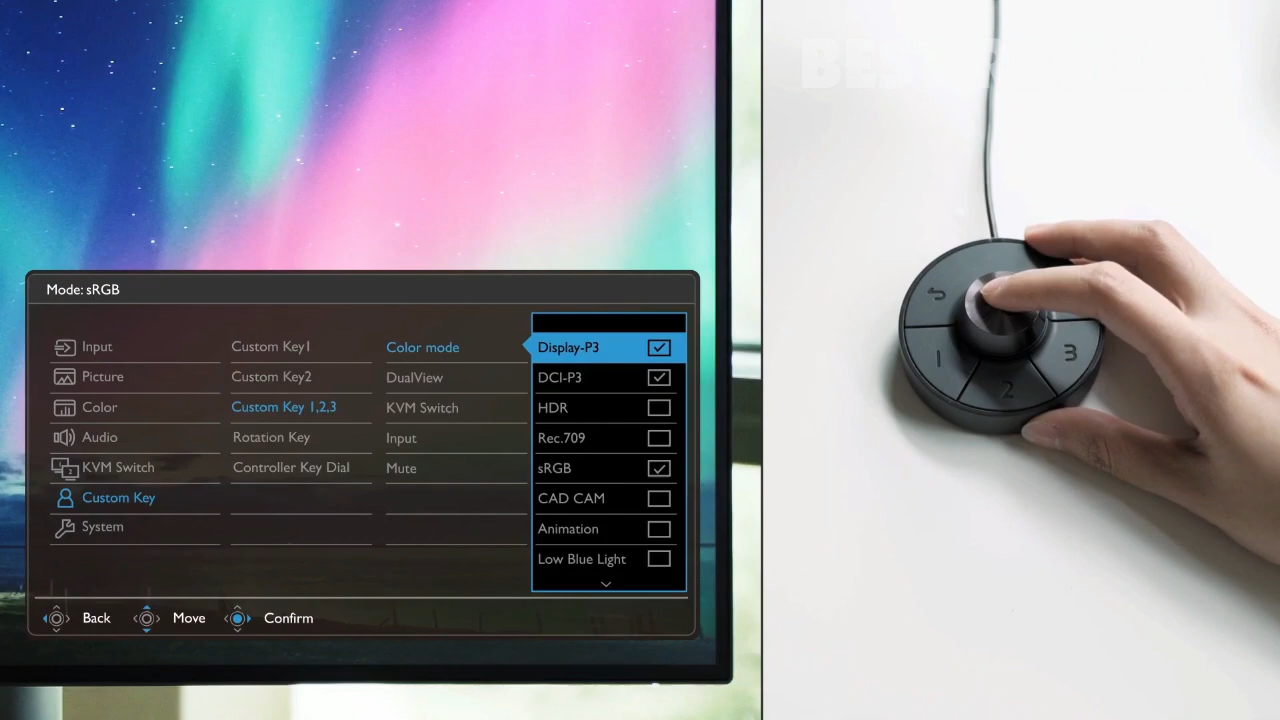 Mode: sRGB
Input
Picture
Color
Audio
KVM Switch
Custom Key
System
Custom Key1
Custom Key2
Custom Key 1,2,3
Rotation Key
Controller Key Dial
Color mode
DualView
KVM Switch
Input
Mute
Display-P3
DCI-P3
HDR
Rec.709
sRGB
CAD CAM
Animation
Low Blue Light
Back Move Confirm
1
2
3